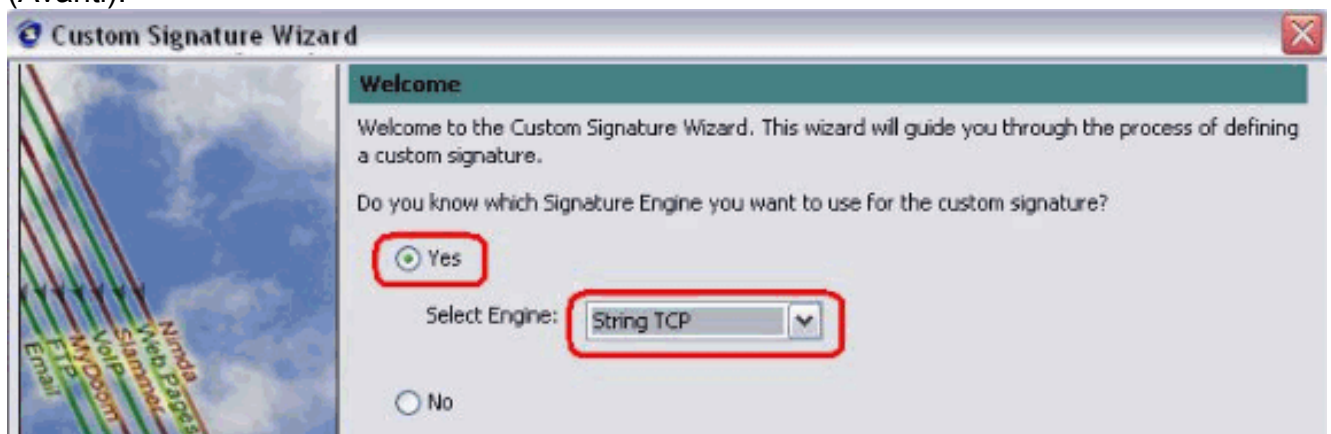 (Avanti).
Custom Signature Wizard
Welcome
Welcome to the Custom Signature Wizard. This wizard will guide you through the process of defining
a custom signature.
Do you know which Signature Engine you want to use for the custom signature?
Yes
Select Engine: String TCP
No
Nimda
Web Pages
Slammer
VoIP
MyDoom
FTP
Email